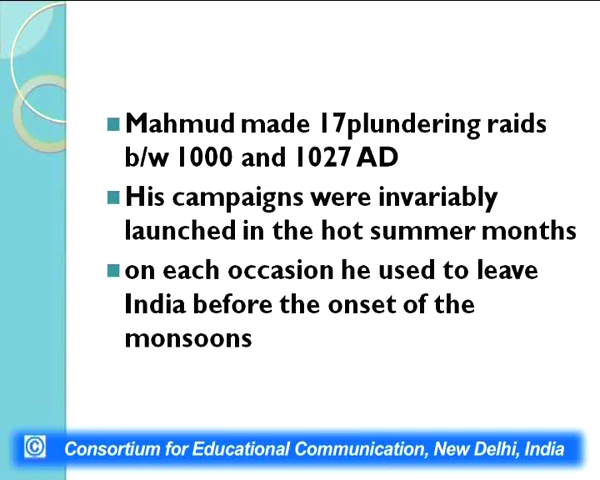 Mahmud made 17plundering raids
b/w 1000 and 1027 AD
His campaigns were invariably
launched in the hot summer months
on each occasion he used to leave
India before the onset of the
monsoons
© Consortium for Educational Communication, New Delhi, India